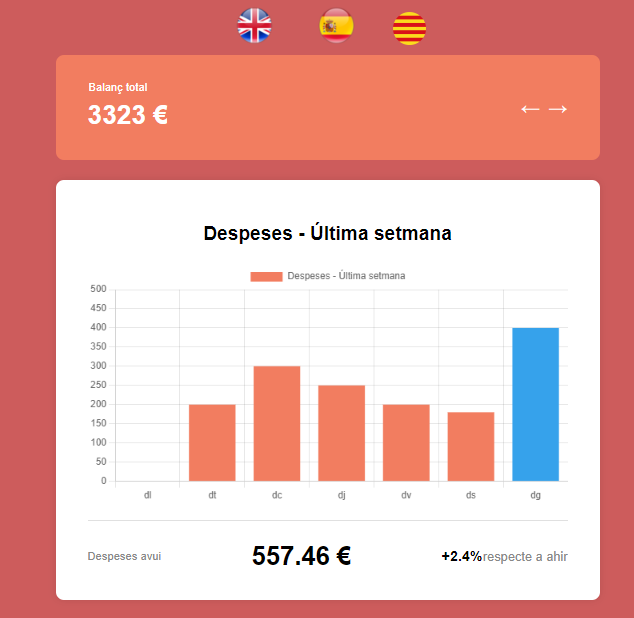 Balanç total
3323 €
← →
Despeses - Última setmana
Despeses - Última setmana
500
450
400
350
300
250
200
150
100
50
0
dl dt dc dj dv ds dg
Despeses avui 557.46 € +2.4%respecte a ahir